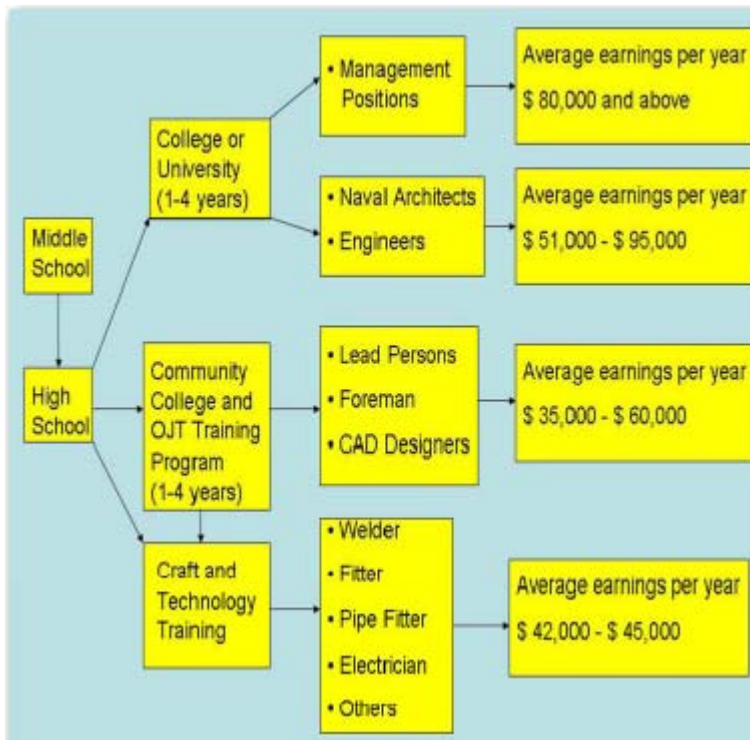 Middle
School
High
School
College or
University
(1-4 years)
Community
College and
OJT Training
Program
(1-4 years)
Craft and
Technology
Training
• Management
Positions
• Naval Architects
• Engineers
• Lead Persons
• Foreman
• CAD Designers
• Welder
• Fitter
• Pipe Fitter
• Electrician
• Others
Average earnings per year
$ 80,000 and above
Average earnings per year
$ 51,000 - $ 95,000
Average earnings per year
$ 35,000 - $ 60,000
Average earnings per year
$ 42,000 - $ 45,000